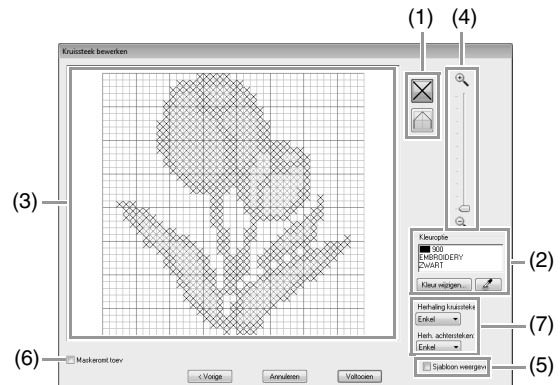 (1)
(4)
Kruissteek bewerken
(3)
Kleuroptie
900
EMBROIDERY
ZWART
(2)
Kleur wijzigen...
Herhaling kruissteke
Enkel
(7)
Herh. achtersteken:
Enkel
(6)
Maskeromt toev
Sjabloon weergev
(5)
< Vorige
Annuleren
Voltooien